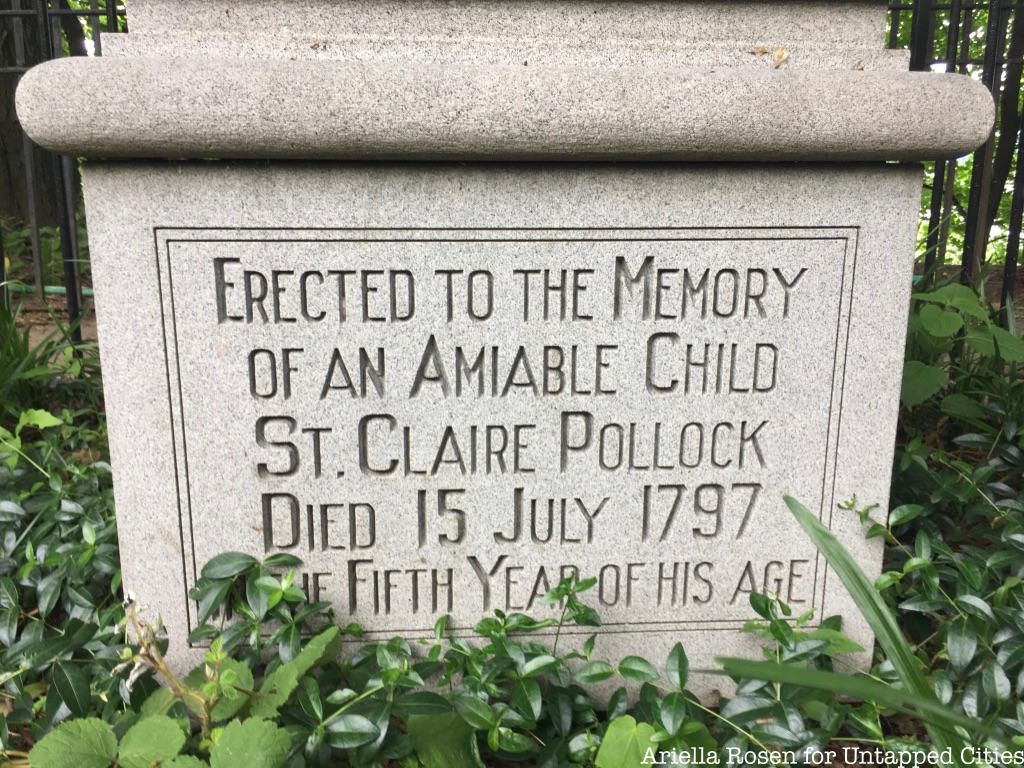 Erected to the Memory
of an Amiable Child
St. Claire Pollock
Died 15 July 1797
Fifth Year of his age
Ariella Rosen for Untapped Cities